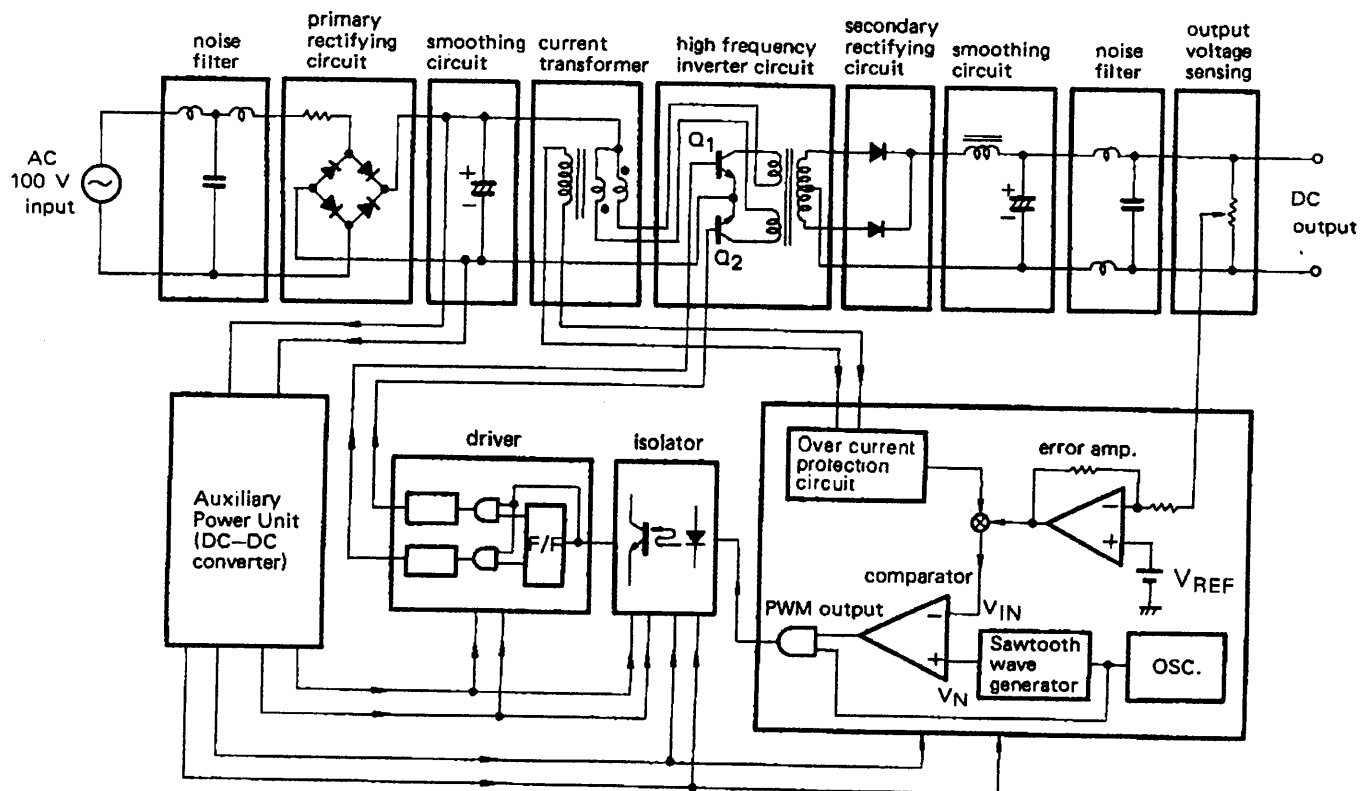 noise
filter
primary
rectifying
circuit
smoothing
circuit
current
transformer
high frequency
inverter circuit
secondary
rectifying
circuit
smoothing
circuit
noise
filter
output
voltage
sensing
AC
100 V
input
+
−
Q1
Q2
+
−
DC
output
Auxiliary
Power Unit
(DC–DC
converter)
driver
F/F
isolator
Over current
protection
circuit
error amp.
−
+
VREF
comparator
PWM output
VIN
−
+
VN
Sawtooth
wave
generator
OSC.